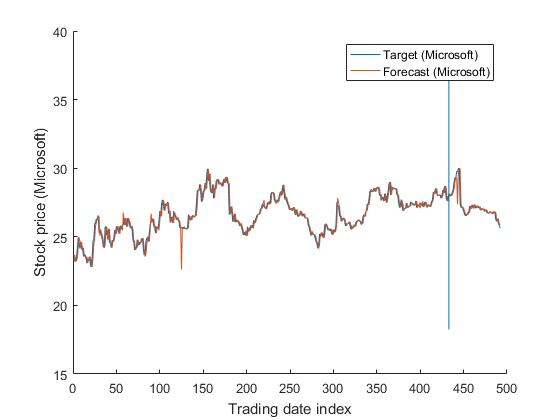 40
35
30
25
20
15
Stock price (Microsoft)
Target (Microsoft)
Forecast (Microsoft)
0 50 100 150 200 250 300 350 400 450 500
Trading date index